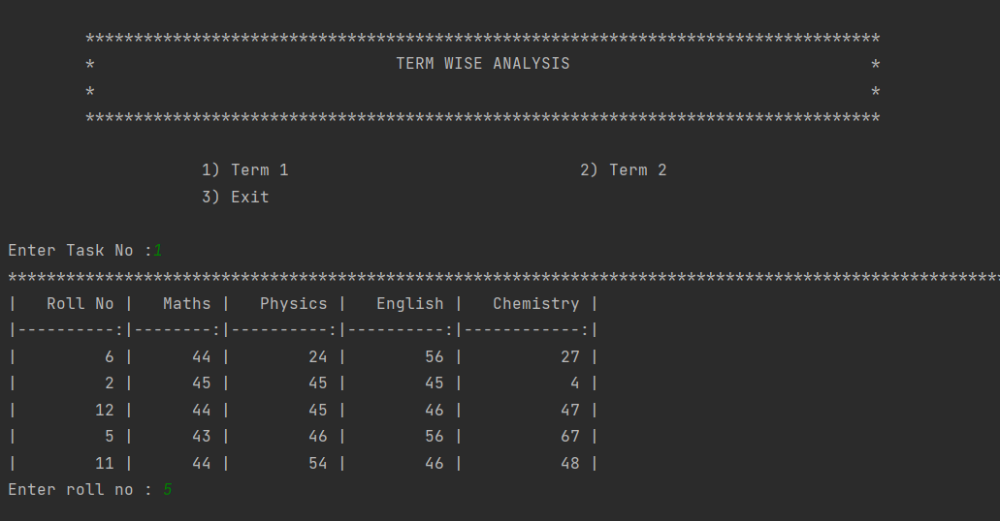 **********************************************************************************
* TERM WISE ANALYSIS *
* *
**********************************************************************************
1) Term 1 2) Term 2
3) Exit
Enter Task No :1
*******************************************************************************************************
| Roll No | Maths | Physics | English | Chemistry |
|----------:|--------:|----------:|----------:|------------:|
| 6 | 44 | 24 | 56 | 27 |
| 2 | 45 | 45 | 45 | 4 |
| 12 | 44 | 45 | 46 | 47 |
| 5 | 43 | 46 | 56 | 67 |
| 11 | 44 | 54 | 46 | 48 |
Enter roll no : 5